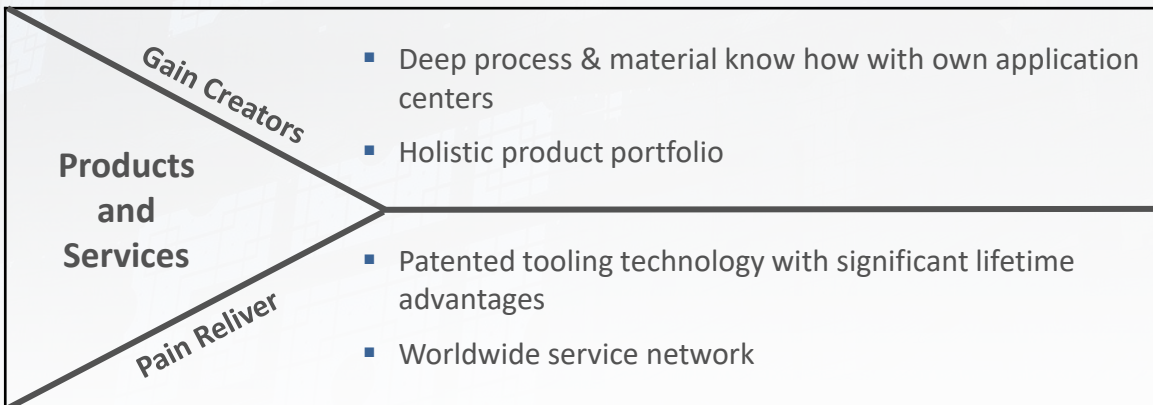 Gain Creators
▪ Deep process & material know how with own application
centers
▪ Holistic product portfolio
Products
and
Services
▪ Patented tooling technology with significant lifetime
advantages
▪ Worldwide service network
Pain Reliver